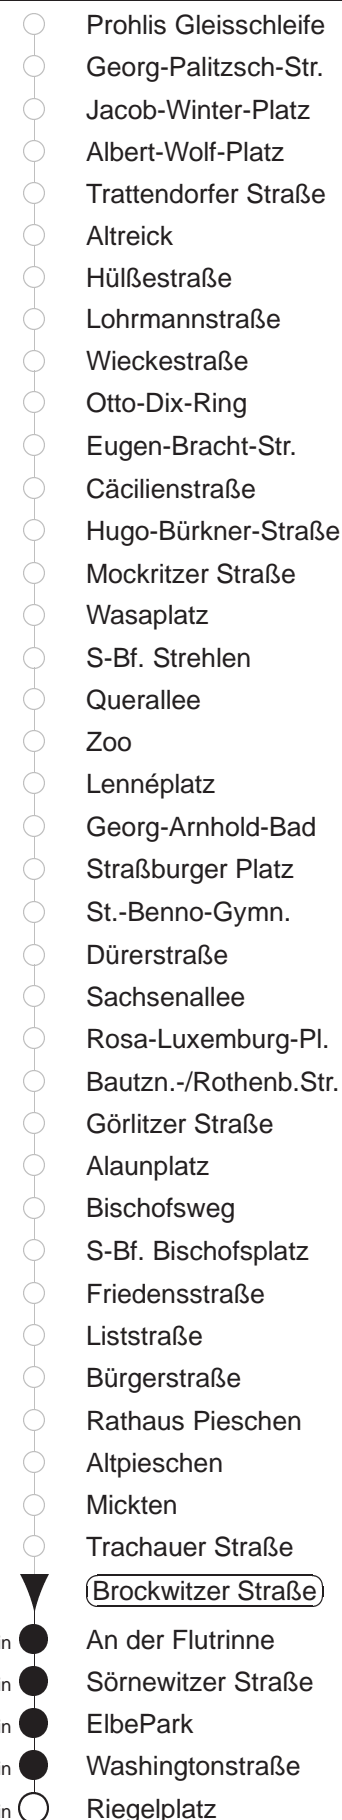 Prohlis Gleisschleife
Georg-Palitzsch-Str.
Jacob-Winter-Platz
Albert-Wolf-Platz
Trattendorfer Straße
Altreick
Hülßestraße
Lohrmannstraße
Wieckestraße
Otto-Dix-Ring
Eugen-Bracht-Str.
Cäcilienstraße
Hugo-Bürkner-Straße
Mockritzer Straße
Wasaplatz
S-Bf. Strehlen
Querallee
Zoo
Lennéplatz
Georg-Arnhold-Bad
Straßburger Platz
St.-Benno-Gymn.
Dürerstraße
Sachsenallee
Rosa-Luxemburg-Pl.
Bautzn.-/Rothenb.Str.
Görlitzer Straße
Alaunplatz
Bischofsweg
S-Bf. Bischofsplatz
Friedensstraße
Liststraße
Bürgerstraße
Rathaus Pieschen
Altpieschen
Mickten
Trachauer Straße
Brockwitzer Straße
An der Flutrinne
Sörnewitzer Straße
ElbePark
Washingtonstraße
Riegelplatz